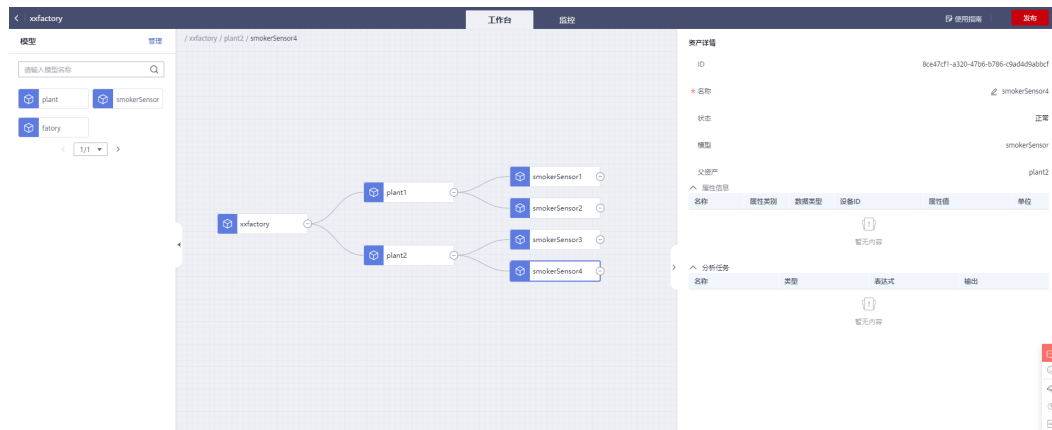 xxfactory
工作台
监控
使用指南
发布
模型
管理
请输入模型名称
plant
smokerSensor
fatory
1/1
/ xxfactory / plant2 / smokerSensor4
xxfactory
plant1
plant2
smokerSensor1
smokerSensor2
smokerSensor3
smokerSensor4
资产详情
ID 8ce47cf1-a320-47b6-b786-c9ad4d9abbcf
* 名称 smokerSensor4
状态 正常
模型 smokerSensor
父资产 plant2
属性信息
名称 属性类别 数据类型 设备ID 属性值 单位
暂无内容
分析任务
名称 类型 表达式 输出
暂无内容